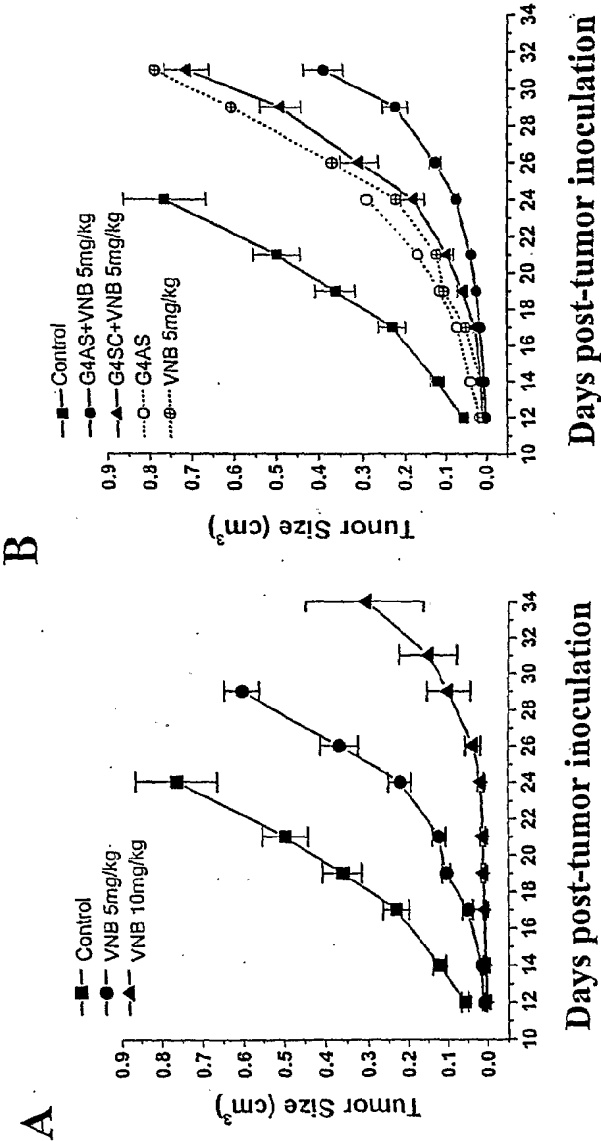 A
—■— Control
—●— VNB 5mg/kg
—▲— VNB 10mg/kg
Tunor Size (cm³)
0.9
0.8
0.7
0.6
0.5
0.4
0.3
0.2
0.1
0.0
10 12 14 16 18 20 22 24 26 28 30 32 34
Days post-tumor inoculation
B
—■— Control
—●— G4AS+VNB 5mg/kg
—▲— G4SC+VNB 5mg/kg
G4AS
VNB 5mg/kg
Tunor Size (cm³)
0.9
0.8
0.7
0.6
0.5
0.4
0.3
0.2
0.1
0.0
10 12 14 16 18 20 22 24 26 28 30 32 34
Days post-tumor inoculation